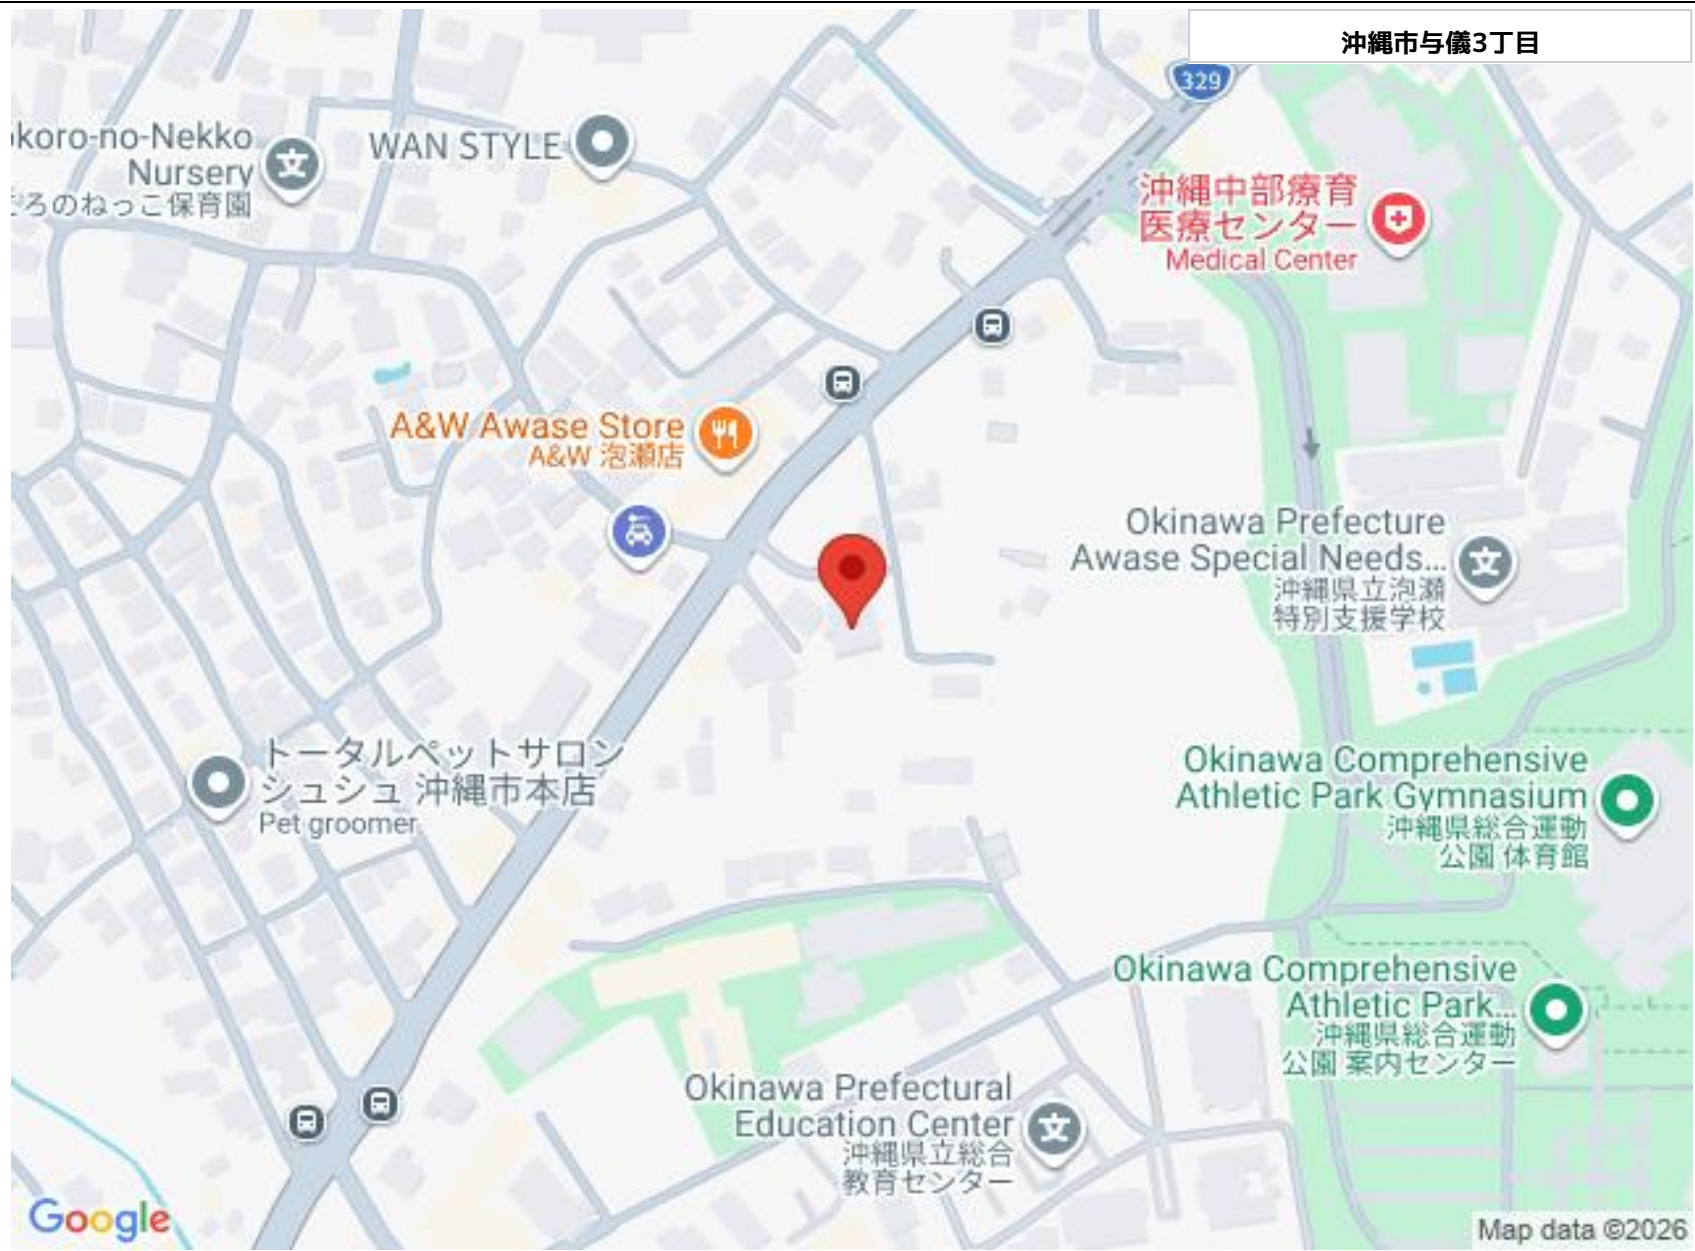 沖縄市与儀3丁目
329
okoro-no-Nekko
Nursery
ころのねっこ保育園
WAN STYLE
沖縄中部療育
医療センター
Medical Center
A&W Awase Store
A&W 泡瀬店
Okinawa Prefecture
Awase Special Needs...
沖縄県立泡瀬
特別支援学校
トータルペットサロン
シュシュ 沖縄市本店
Pet groomer
Okinawa Comprehensive
Athletic Park Gymnasium
沖縄県総合運動
公園 体育館
Okinawa Comprehensive
Athletic Park...
沖縄県総合運動
公園 案内センター
Okinawa Prefectural
Education Center
沖縄県立総合
教育センター
Google
Map data ©2026